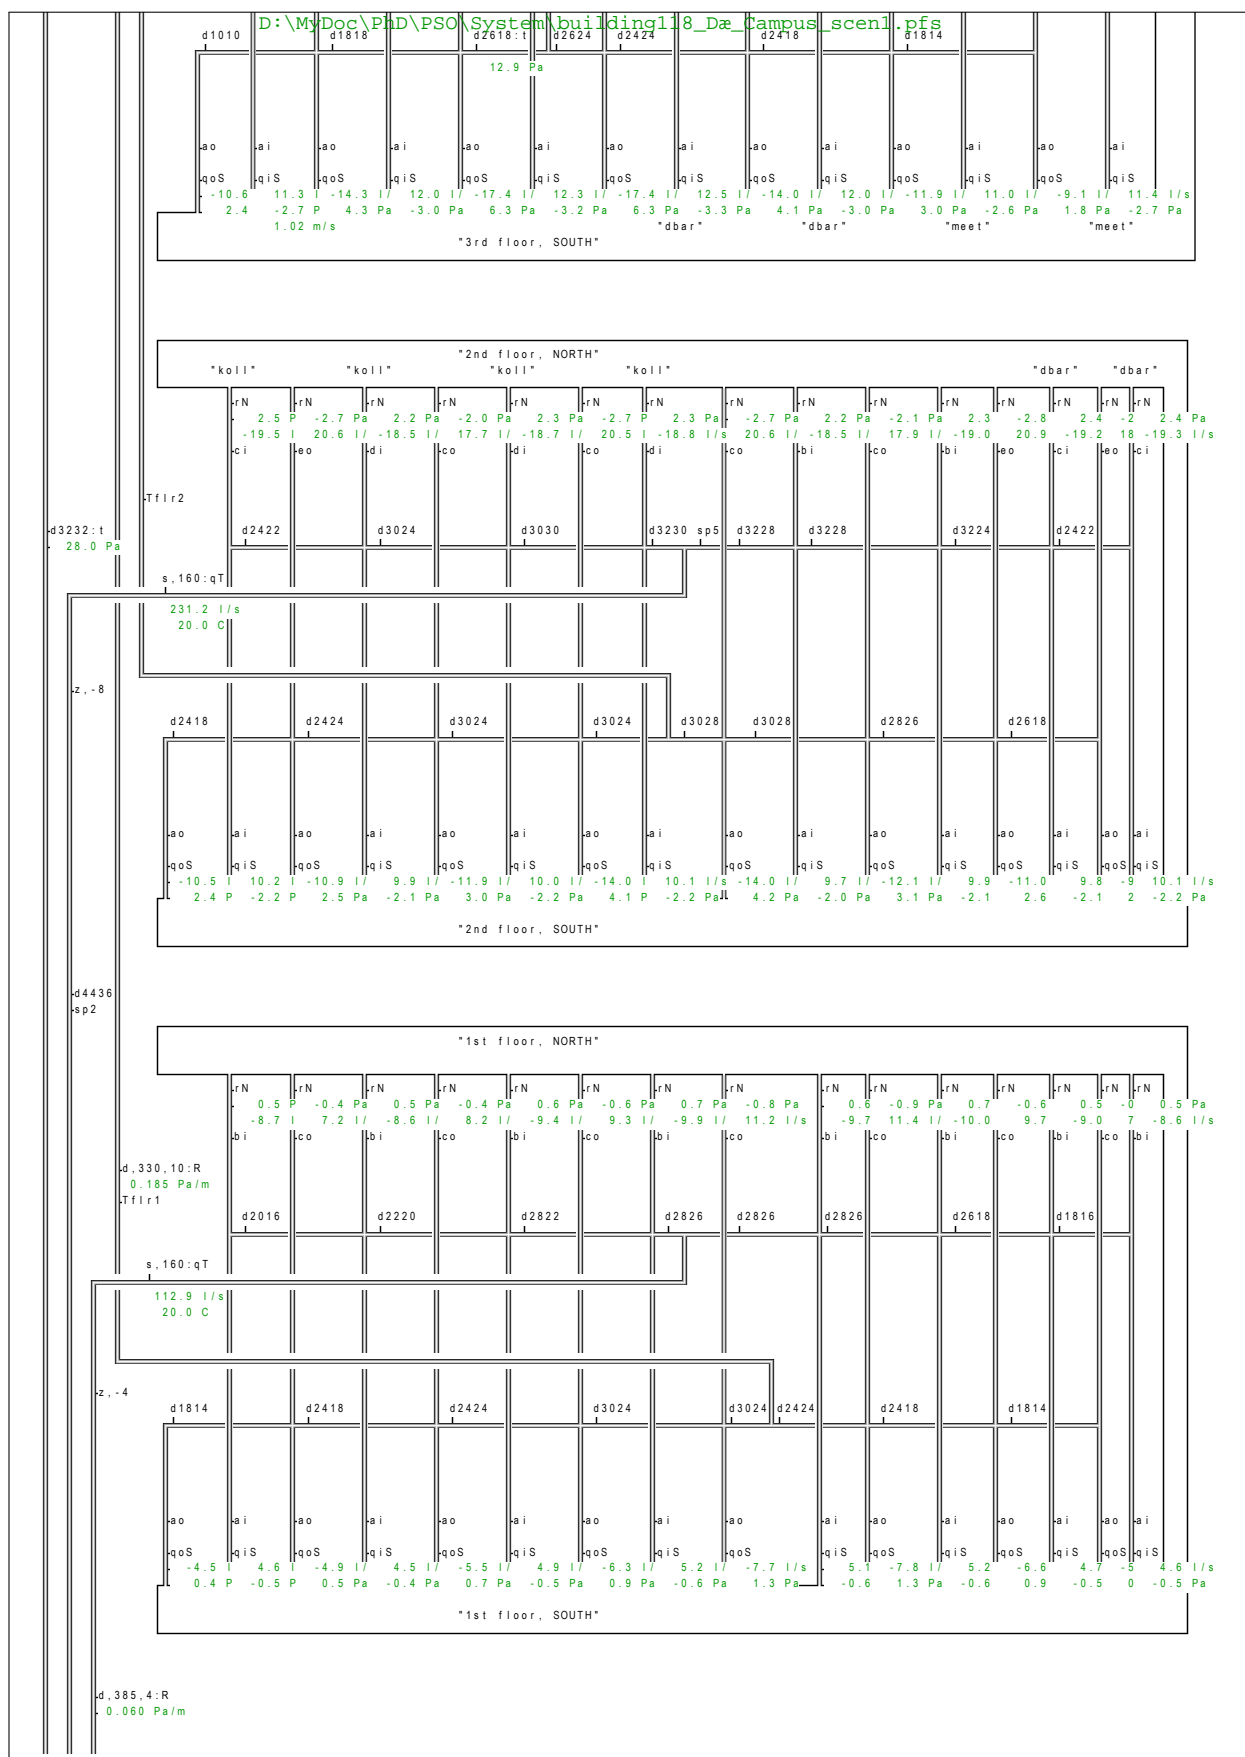 D:\MyDoc\PhD\PSO\System\building118_Dæ_Campus_scen1.pfs
d1010 d1818 d2618:t d2624 d2424 d2418 d1814
12.9 Pa
ao ai ao ai ao ai ao ai ao ai ao ai ao ai
qoS qiS qoS qiS qoS qiS qoS qiS qoS qiS qoS qiS qoS qiS
-10.6 11.3 l -14.3 l/ 12.0 l/ -17.4 l/ 12.3 l/ -17.4 l/ 12.5 l/ -14.0 l/ 12.0 l/ -11.9 l/ 11.0 l/ -9.1 l/ 11.4 l/s
2.4 -2.7 P 4.3 Pa -3.0 Pa 6.3 Pa -3.2 Pa 6.3 Pa -3.3 Pa 4.1 Pa -3.0 Pa 3.0 Pa -2.6 Pa 1.8 Pa -2.7 Pa
1.02 m/s "dbar" "dbar" "meet" "meet"
"3rd floor, SOUTH"
"2nd floor, NORTH"
"koll" "koll" "koll" "koll" "dbar" "dbar"
rN rN rN rN rN rN rN rN rN rN rN rN rN rN rN
2.5 P -2.7 Pa 2.2 Pa -2.0 Pa 2.3 Pa -2.7 P 2.3 Pa -2.7 Pa 2.2 Pa -2.1 Pa 2.3 -2.8 2.4 -2 2.4 Pa
-19.5 l 20.6 l/ -18.5 l/ 17.7 l/ -18.7 l/ 20.5 l -18.8 l/s 20.6 l/ -18.5 l/ 17.9 l/ -19.0 20.9 -19.2 18 -19.3 l/s
ci eo di co di co di co bi co bi eo ci eo ci
Tflr2
d3232:t d2422 d3024 d3030 d3230 sp5 d3228 d3228 d3224 d2422
28.0 Pa
s,160:qT
231.2 l/s
20.0 C
z,-8
d2418 d2424 d3024 d3024 d3028 d3028 d2826 d2618
ao ai ao ai ao ai ao ai ao ai ao ai ao ai ao ai
qoS qiS qoS qiS qoS qiS qoS qiS qoS qiS qoS qiS qoS qiS qoS qiS
-10.5 l 10.2 l -10.9 l/ 9.9 l/ -11.9 l/ 10.0 l/ -14.0 l 10.1 l/s -14.0 l/ 9.7 l/ -12.1 l/ 9.9 -11.0 9.8 -9 10.1 l/s
2.4 P -2.2 P 2.5 Pa -2.1 Pa 3.0 Pa -2.2 Pa 4.1 P -2.2 Pa 4.2 Pa -2.0 Pa 3.1 Pa -2.1 2.6 -2.1 2 -2.2 Pa
"2nd floor, SOUTH"
d4436
sp2
"1st floor, NORTH"
rN rN rN rN rN rN rN rN rN rN rN rN rN rN rN
0.5 P -0.4 Pa 0.5 Pa -0.4 Pa 0.6 Pa -0.6 Pa 0.7 Pa -0.8 Pa 0.6 -0.9 Pa 0.7 -0.6 0.5 -0 0.5 Pa
-8.7 l 7.2 l/ -8.6 l/ 8.2 l/ -9.4 l/ 9.3 l/ -9.9 l/ 11.2 l/s -9.7 11.4 l/ -10.0 9.7 -9.0 7 -8.6 l/s
bi co bi co bi co bi co bi co bi co bi co bi
d,330,10:R
0.185 Pa/m
Tflr1
d2016 d2220 d2822 d2826 d2826 d2826 d2618 d1816
s,160:qT
112.9 l/s
20.0 C
z,-4
d1814 d2418 d2424 d3024 d3024 d2424 d2418 d1814
ao ai ao ai ao ai ao ai ao ai ao ai ao ai ao ai
qoS qiS qoS qiS qoS qiS qoS qiS qoS qiS qoS qiS qoS qiS qoS qiS
-4.5 l 4.6 l -4.9 l/ 4.5 l/ -5.5 l/ 4.9 l/ -6.3 l/ 5.2 l/ -7.7 l/s 5.1 -7.8 l/ 5.2 -6.6 4.7 -5 4.6 l/s
0.4 P -0.5 P 0.5 Pa -0.4 Pa 0.7 Pa -0.5 Pa 0.9 Pa -0.6 Pa 1.3 Pa -0.6 1.3 Pa -0.6 0.9 -0.5 0 -0.5 Pa
"1st floor, SOUTH"
d,385,4:R
0.060 Pa/m